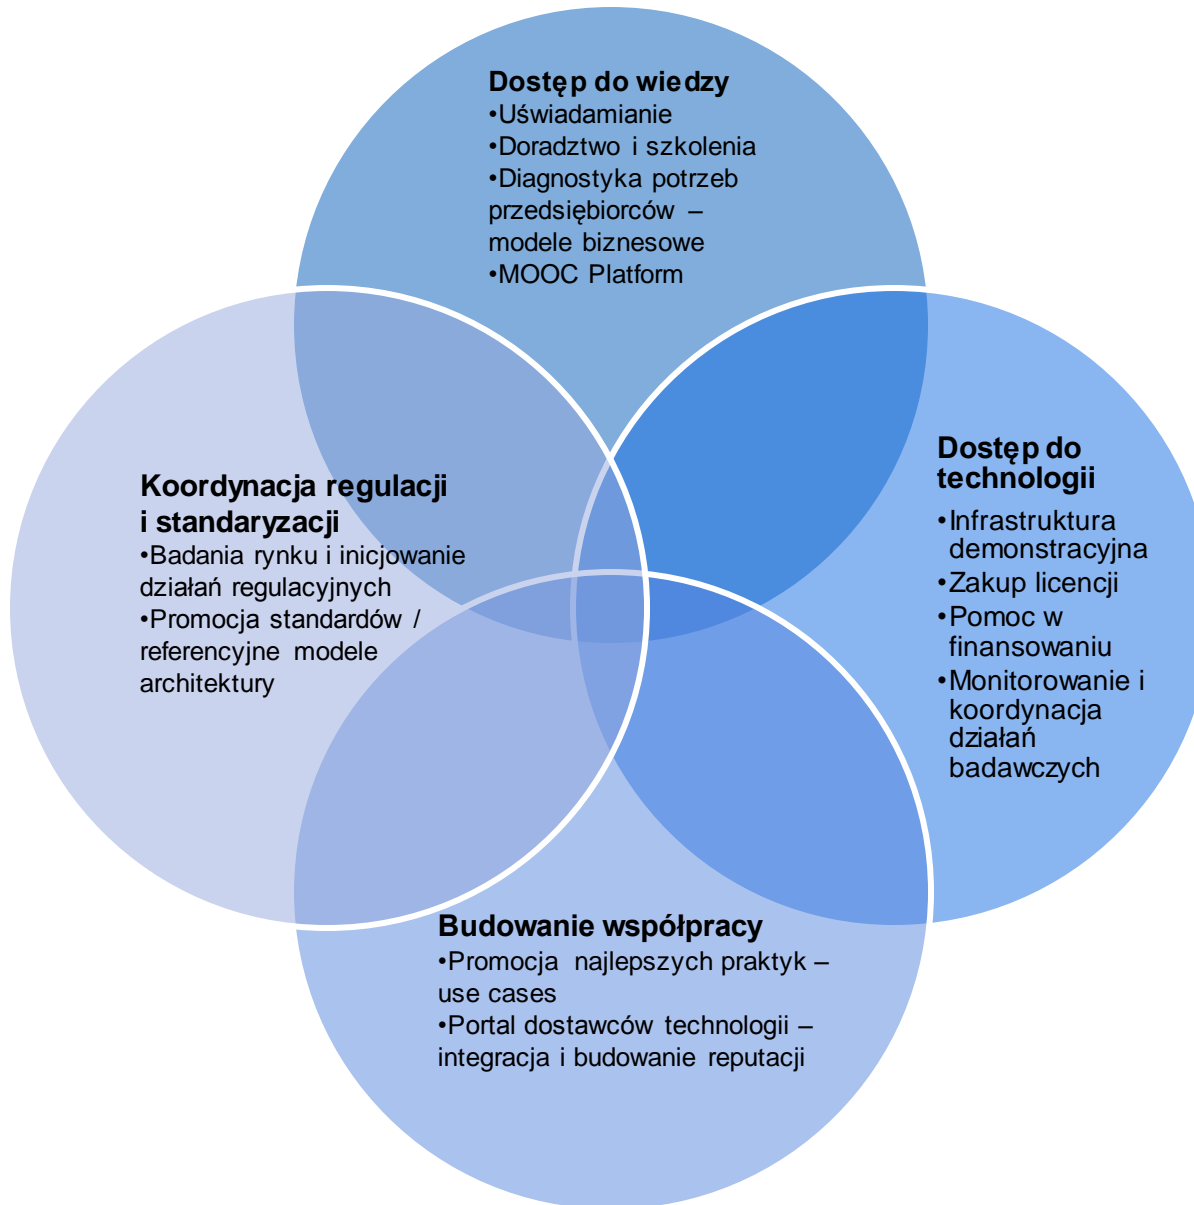 Dostęp do wiedzy
•Uświadamianie
•Doradztwo i szkolenia
•Diagnostyka potrzeb
przedsiębiorców –
modele biznesowe
•MOOC Platform
Dostęp do
technologii
•Infrastruktura
demonstracyjna
•Zakup licencji
•Pomoc w
finansowaniu
•Monitorowanie i
koordynacja
działań
badawczych
Budowanie współpracy
•Promocja najlepszych praktyk –
use cases
•Portal dostawców technologii –
integracja i budowanie reputacji
Koordynacja regulacji
i standaryzacji
•Badania rynku i inicjowanie
działań regulacyjnych
•Promocja standardów /
referencyjne modele
architektury